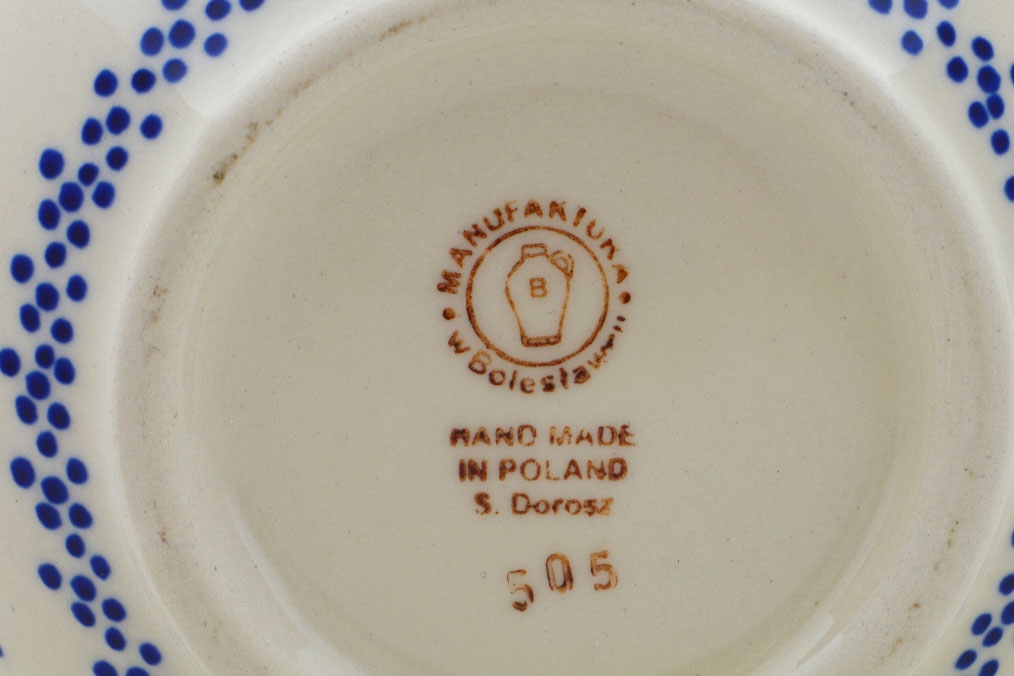 MANUFAKTURA
B
w Bolesławcu
HAND MADE
IN POLAND
S. Dorosz
505